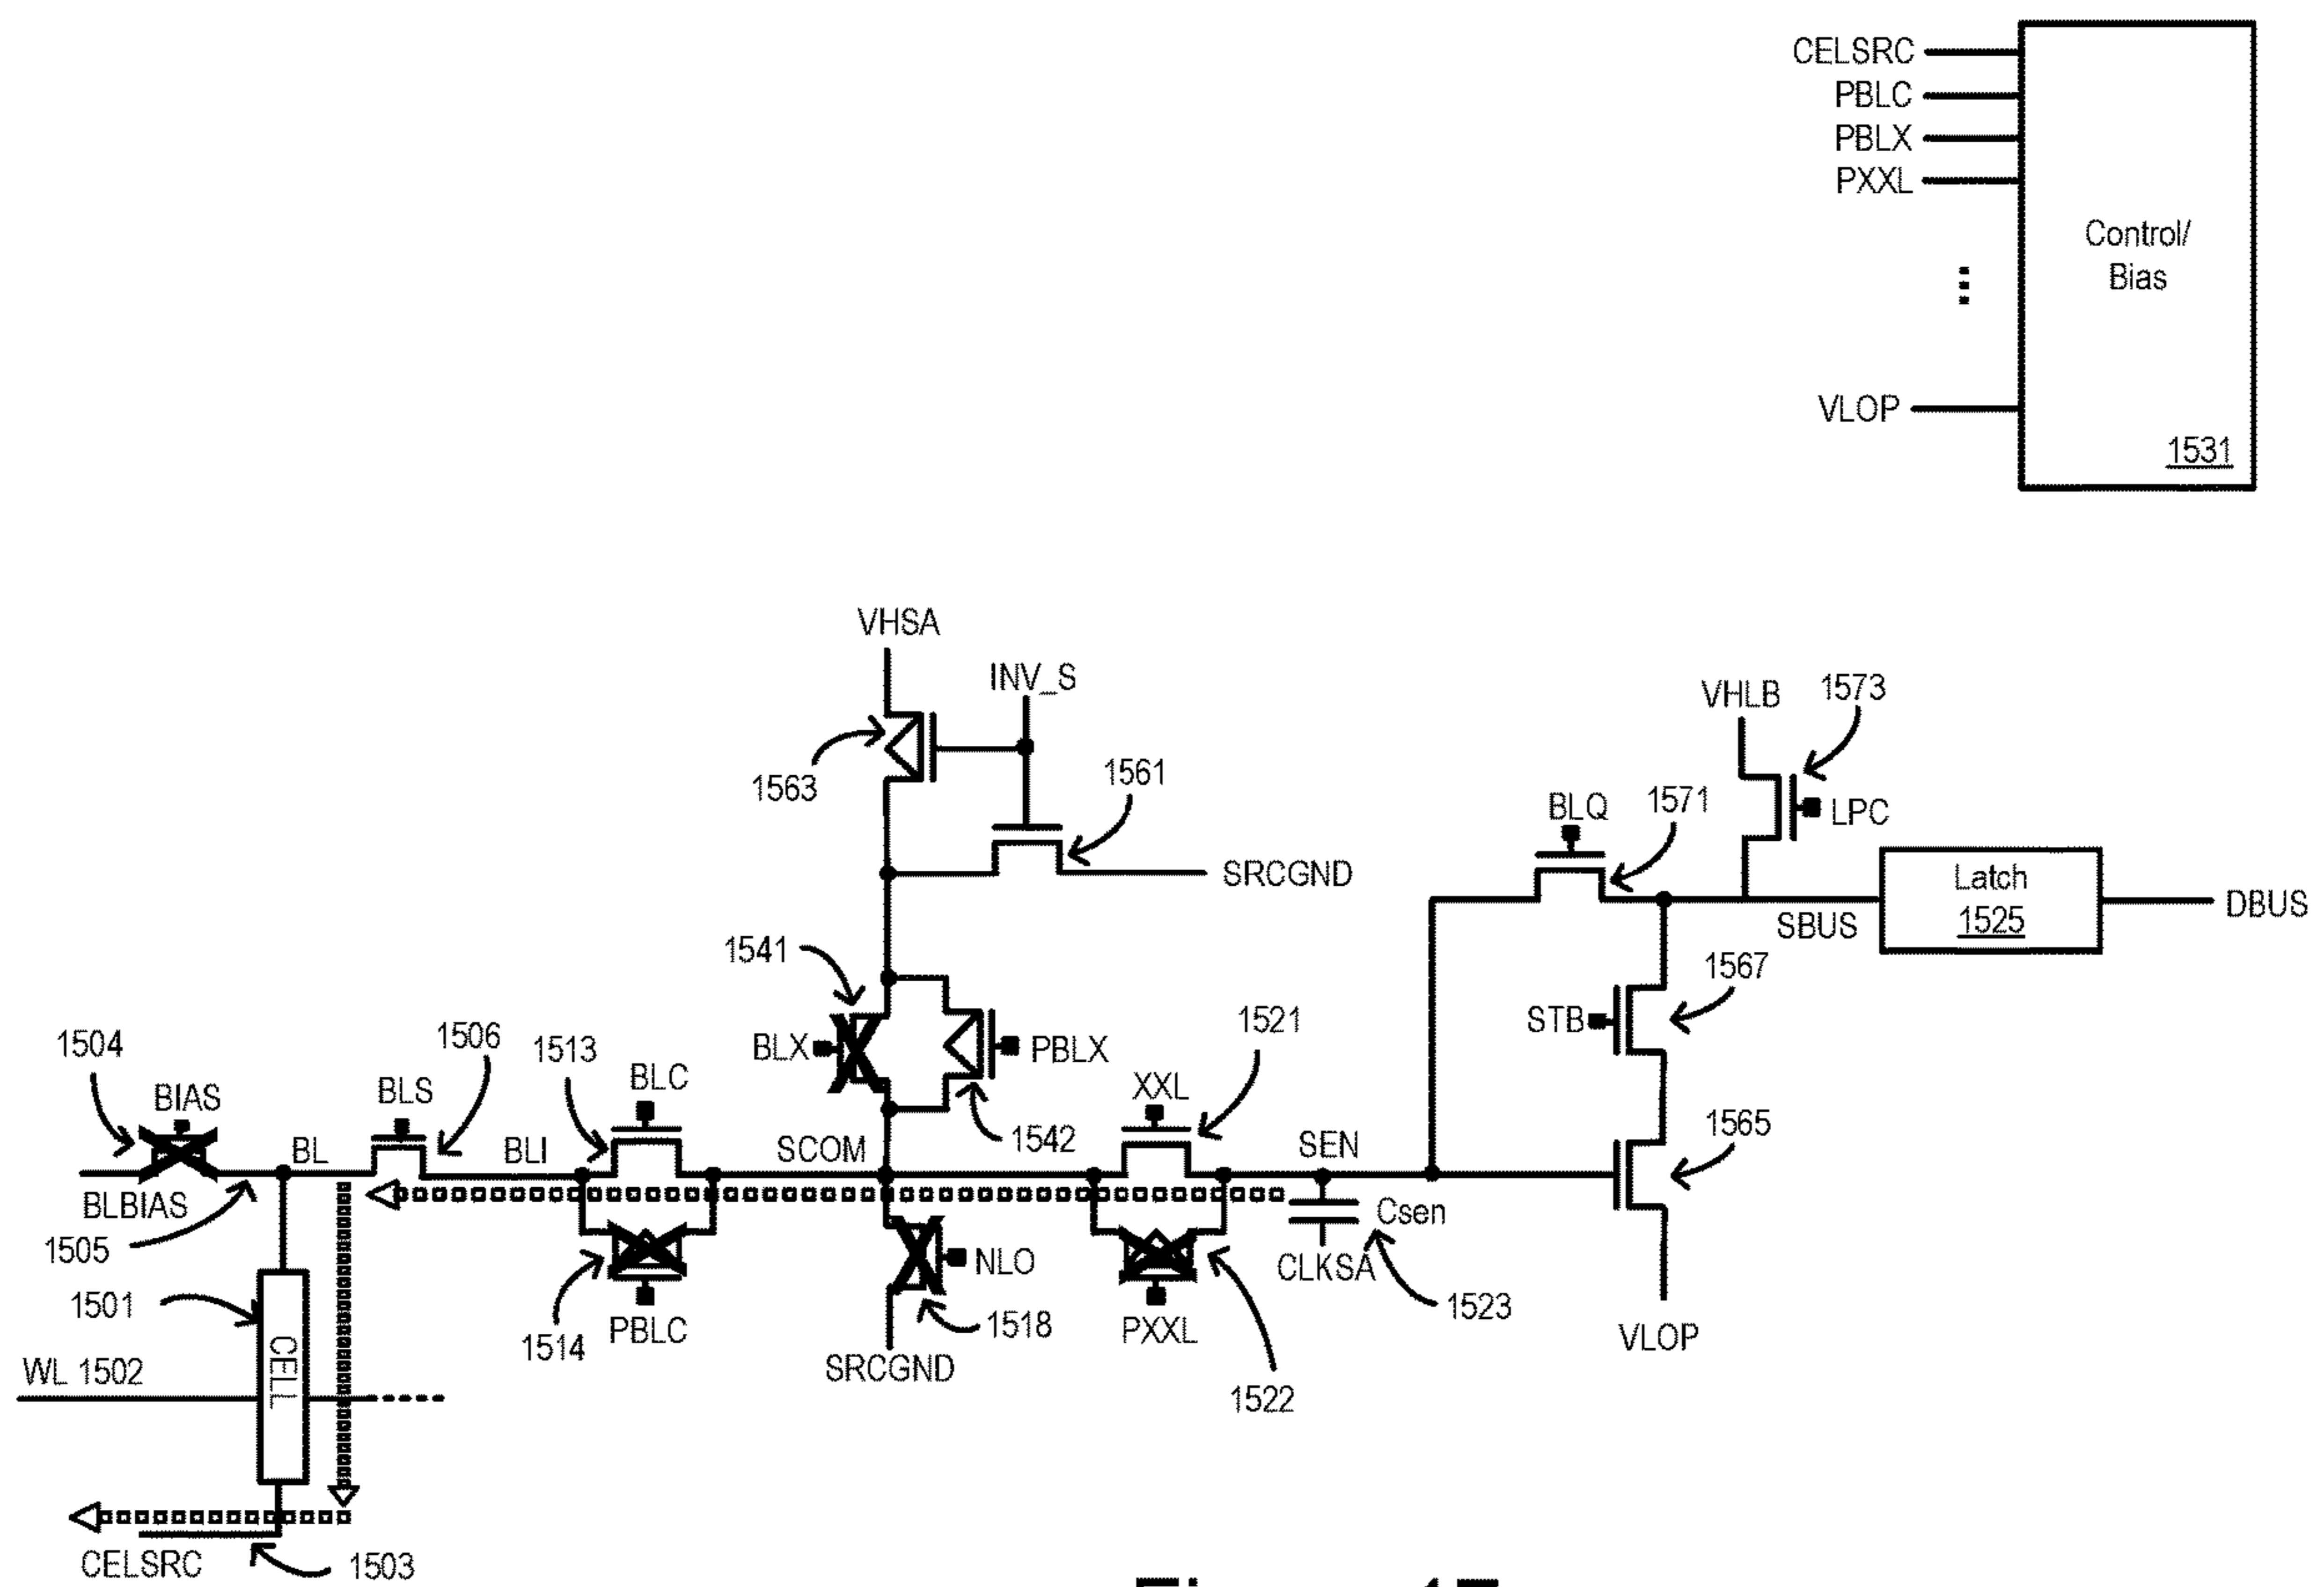 CELSRC
PBLC
PBLX
PXXL
Control/
Bias
VLOP
1531
VHSA
INV_S
1563
1561
SRCGND
VHLB
1573
BLQ
1571
LPC
Latch
1525
SBUS
DBUS
1541
BLX
PBLX
1542
1567
STB
1504
BIAS
BLS
1506
1513
BLC
XXL
1521
1565
BL
BLI
SCOM
SEN
BLBIAS
1505
Csen
CLKSA
1523
1514
PBLC
NLO
1518
SRCGND
PXXL
1522
VLOP
1501
CELL
WL 1502
CELSRC
1503